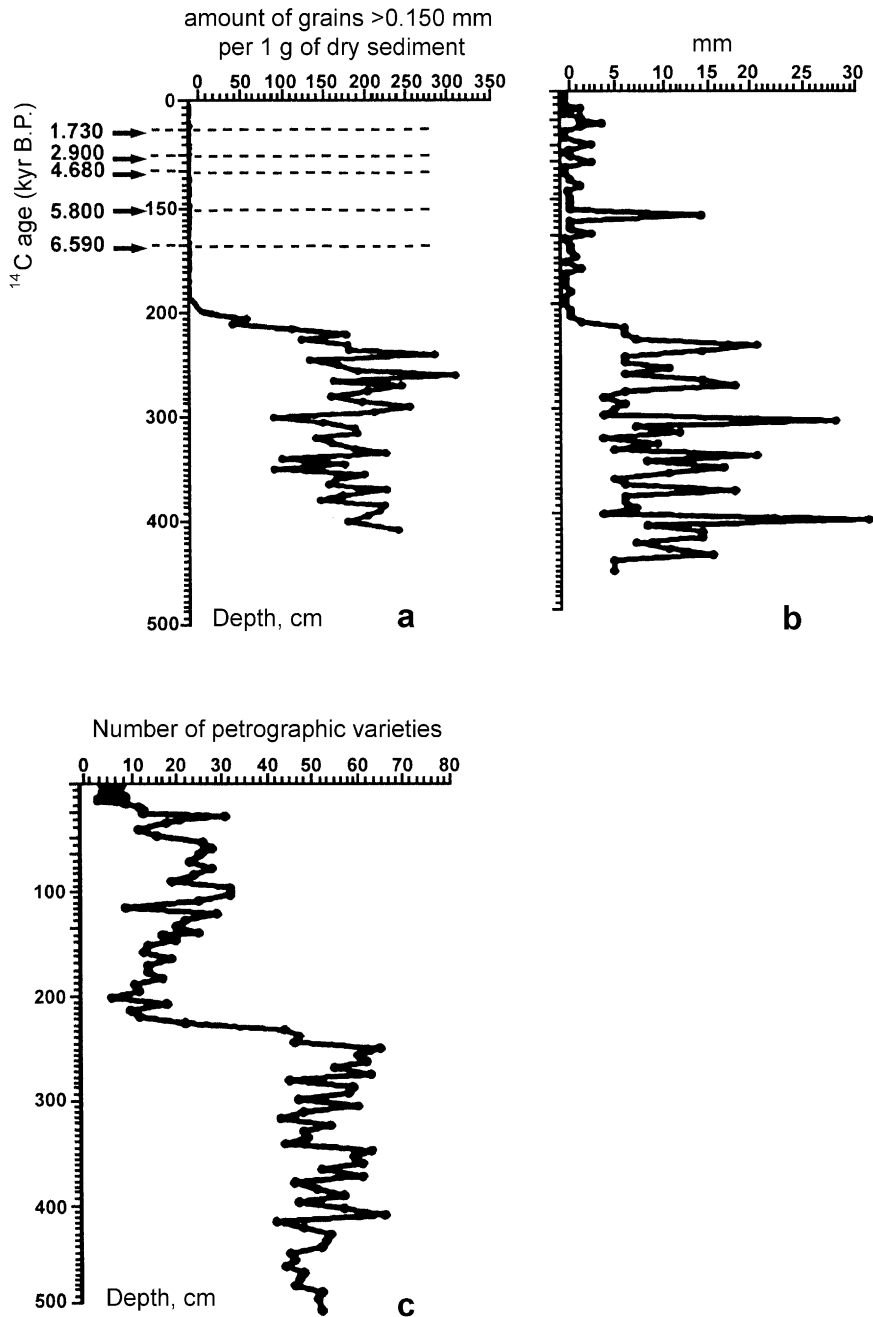 amount of grains >0.150 mm
per 1 g of dry sediment
0 50 100 150 200 250 300 350
14C age (kyr B.P.)
0
1.730
2.900
4.680
5.800
150
6.590
200
300
400
500
Depth, cm
a
mm
0 5 10 15 20 25 30
b
Number of petrographic varieties
0 10 20 30 40 50 60 70 80
100
200
300
400
500
Depth, cm
c